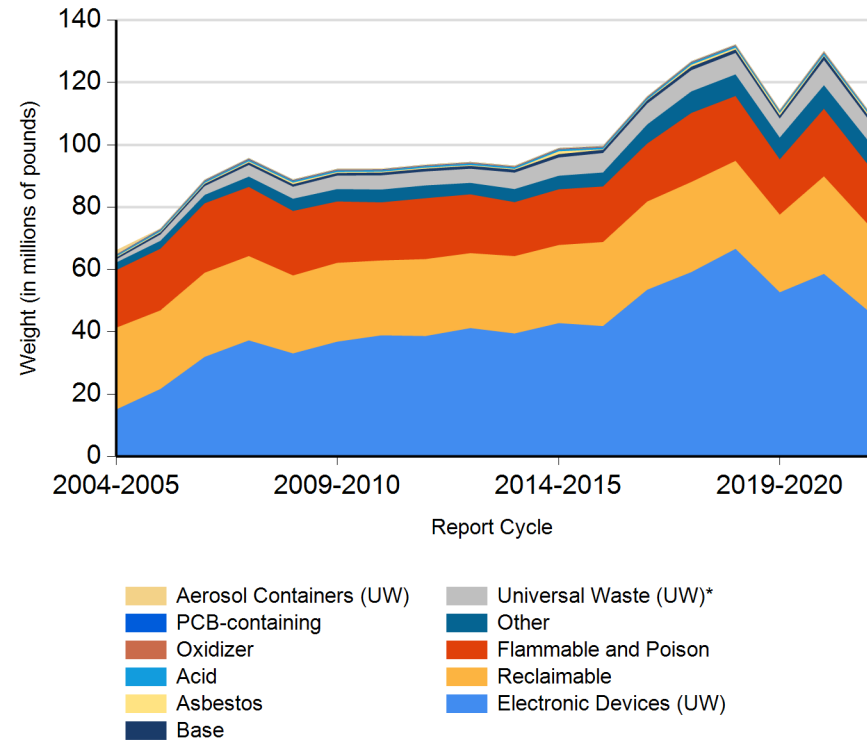 140
120
100
80
60
40
20
0
Weight (in millions of pounds)
2004-2005 2009-2010 2014-2015 2019-2020
Report Cycle
Aerosol Containers (UW)
PCB-containing
Oxidizer
Acid
Asbestos
Base
Universal Waste (UW)*
Other
Flammable and Poison
Reclaimable
Electronic Devices (UW)